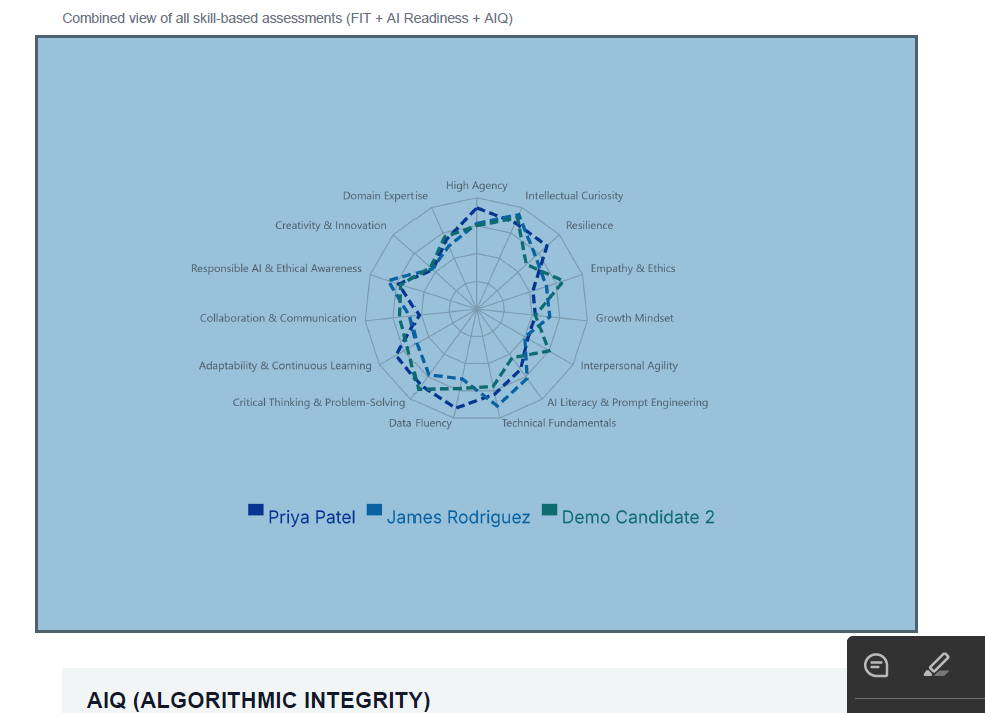 Combined view of all skill-based assessments (FIT + AI Readiness + AIQ)
High Agency
Domain Expertise
Intellectual Curiosity
Creativity & Innovation
Resilience
Responsible AI & Ethical Awareness
Empathy & Ethics
Collaboration & Communication
Growth Mindset
Adaptability & Continuous Learning
Interpersonal Agility
Critical Thinking & Problem-Solving
AI Literacy & Prompt Engineering
Data Fluency
Technical Fundamentals
Priya Patel James Rodriguez Demo Candidate 2
AIQ (ALGORITHMIC INTEGRITY)